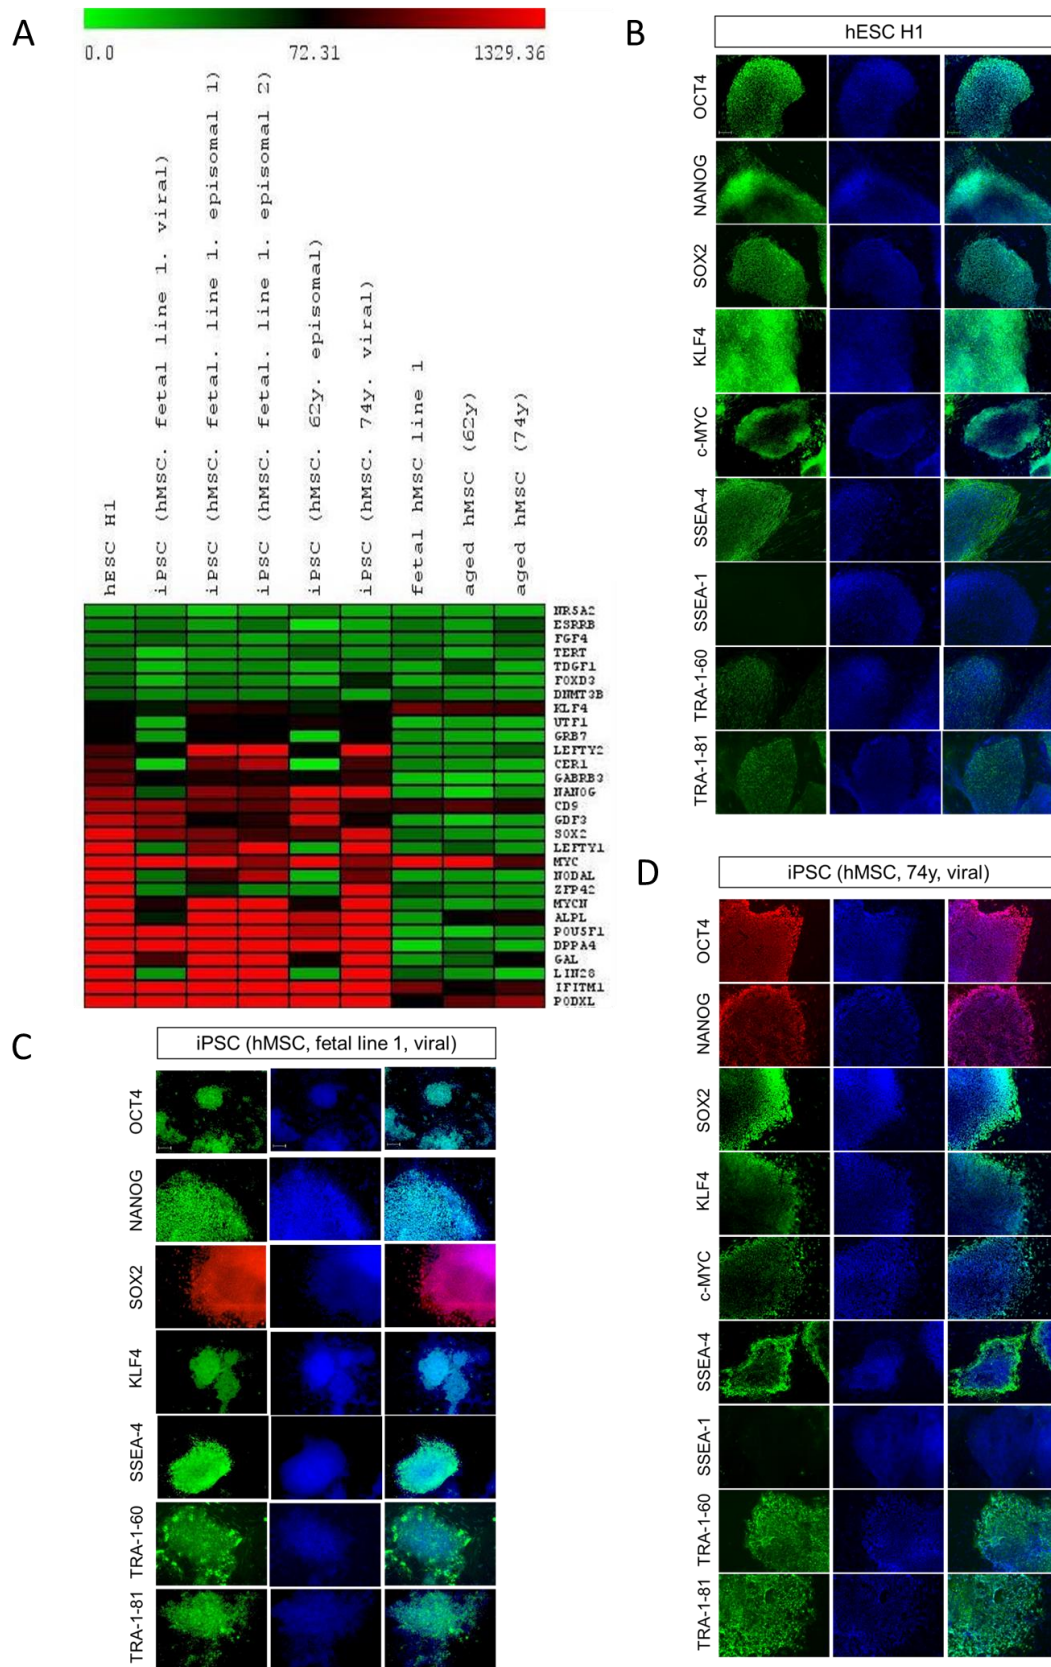 A
0.0 72.31 1329.36
hESC H1
iPSC (hMSC. fetal line 1. viral)
iPSC (hMSC. fetal. line 1. episomal 1)
iPSC (hMSC. fetal. line 1. episomal 2)
iPSC (hMSC. 62y. episomal)
iPSC (hMSC. 74y. viral)
fetal hMSC line 1
aged hMSC (62y)
aged hMSC (74y)
NR5A2
ESRRB
FGF4
TERT
TDGF1
FOXD3
DNMT3B
KLF4
UTF1
GRB7
LEFTY2
CER1
GABRB3
NANOG
CD9
GDF3
SOX2
LEFTY1
MYC
NODAL
ZFP42
MYCN
ALPL
POU5F1
DPPA4
GAL
LIN28
IFITM1
PODXL
B
hESC H1
OCT4
NANOG
SOX2
KLF4
c-MYC
SSEA-4
SSEA-1
TRA-1-60
TRA-1-81
C
iPSC (hMSC, fetal line 1, viral)
OCT4
NANOG
SOX2
KLF4
SSEA-4
TRA-1-60
TRA-1-81
D
iPSC (hMSC, 74y, viral)
OCT4
NANOG
SOX2
KLF4
c-MYC
SSEA-4
SSEA-1
TRA-1-60
TRA-1-81